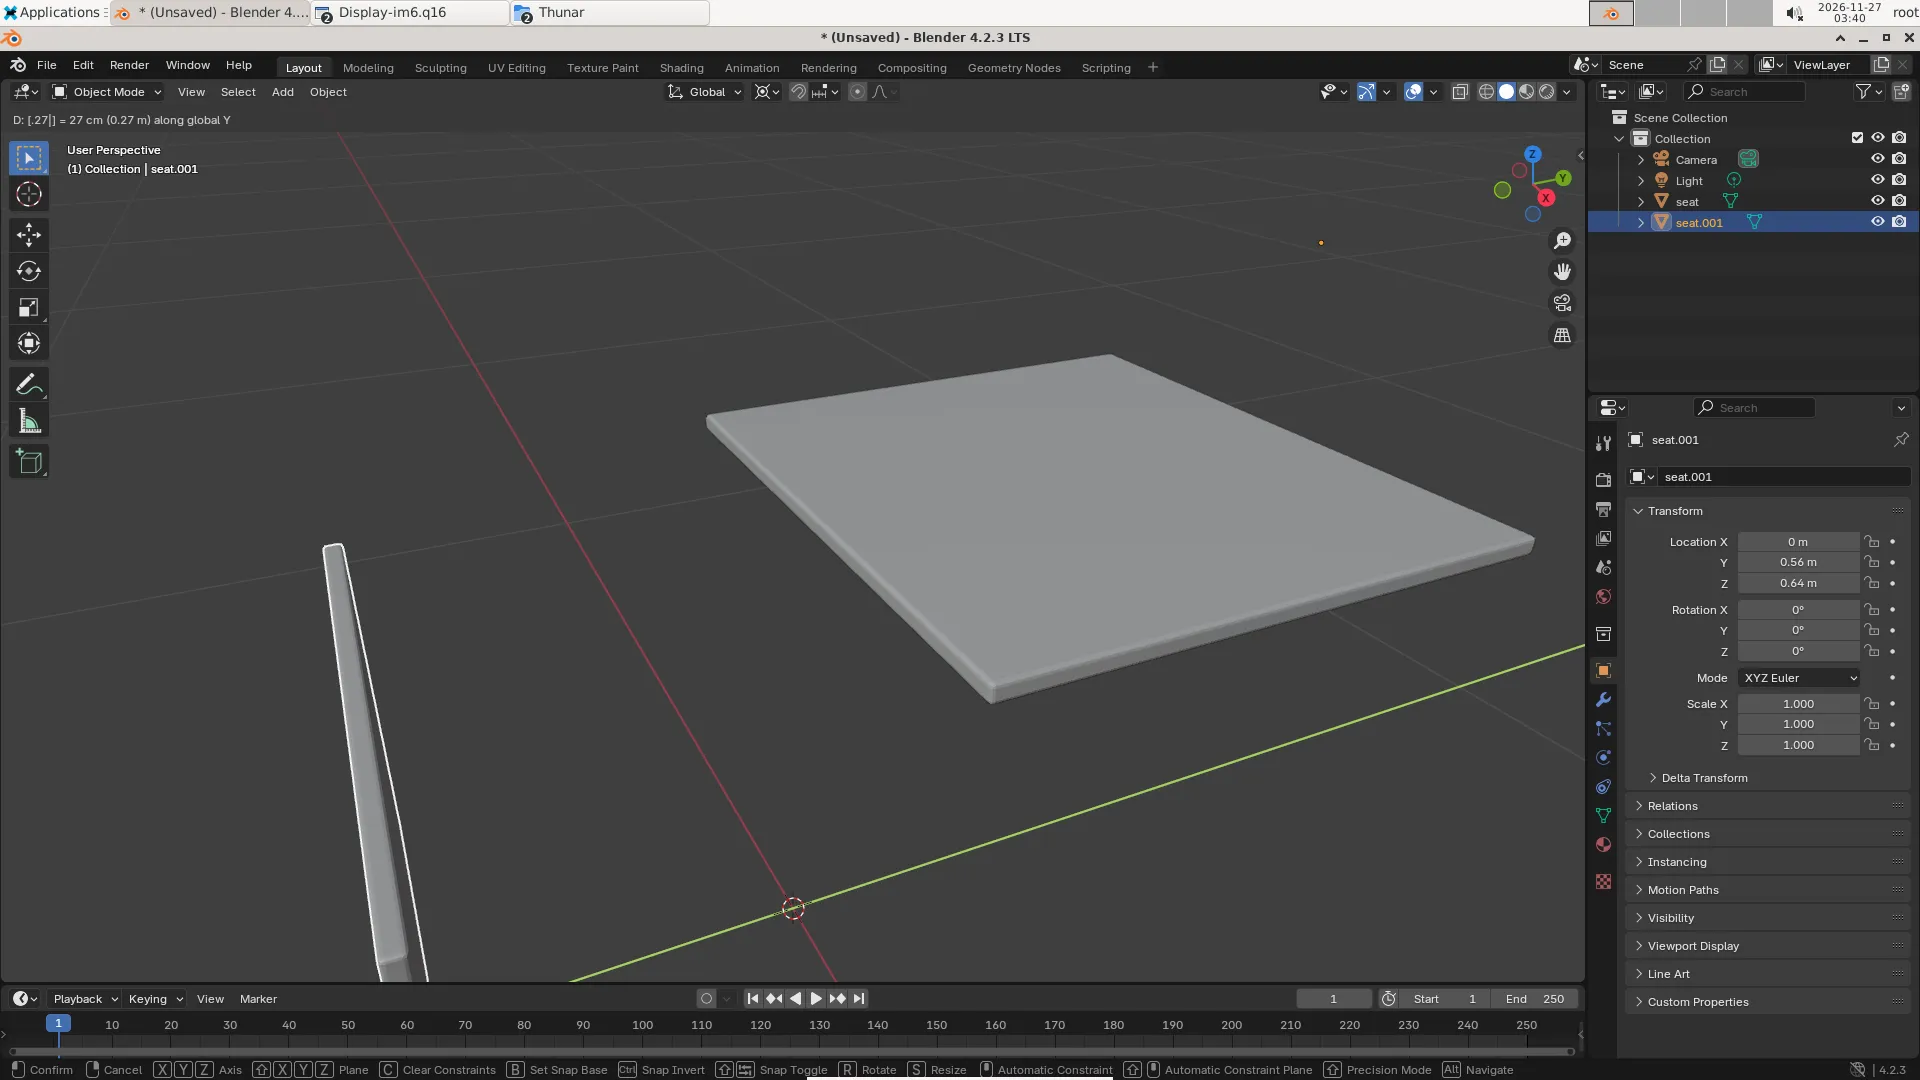 Applications
* (Unsaved) - Blender 4....
2
Display-im6.q16
2
Thunar
2026-11-27
03:40
root
* (Unsaved) - Blender 4.2.3 LTS
File
Edit
Render
Window
Help
Layout
Modeling
Sculpting
UV Editing
Texture Paint
Shading
Animation
Rendering
Compositing
Geometry Nodes
Scripting
+
Scene
ViewLayer
Object Mode
View
Select
Add
Object
Global
Search
D: [.27|] = 27 cm (0.27 m) along global Y
User Perspective
(1) Collection | seat.001
Z
Y
X
Scene Collection
Collection
Camera
Light
seat
seat.001
Search
seat.001
seat.001
Transform
Location X
0 m
Y
0.56 m
Z
0.64 m
Rotation X
0°
Y
0°
Z
0°
Mode
XYZ Euler
Scale X
1.000
Y
1.000
Z
1.000
Delta Transform
Relations
Collections
Instancing
Motion Paths
Visibility
Viewport Display
Line Art
Custom Properties
Playback
Keying
View
Marker
1
Start
1
End
250
1
10
20
30
40
50
60
70
80
90
100
110
120
130
140
150
160
170
180
190
200
210
220
230
240
250
Confirm
Cancel
X Y Z Axis
X Y Z Plane
C Clear Constraints
B Set Snap Base
Ctrl Snap Invert
Snap Toggle
R Rotate
S Resize
Automatic Constraint
Automatic Constraint Plane
Precision Mode
Alt Navigate
4.2.3